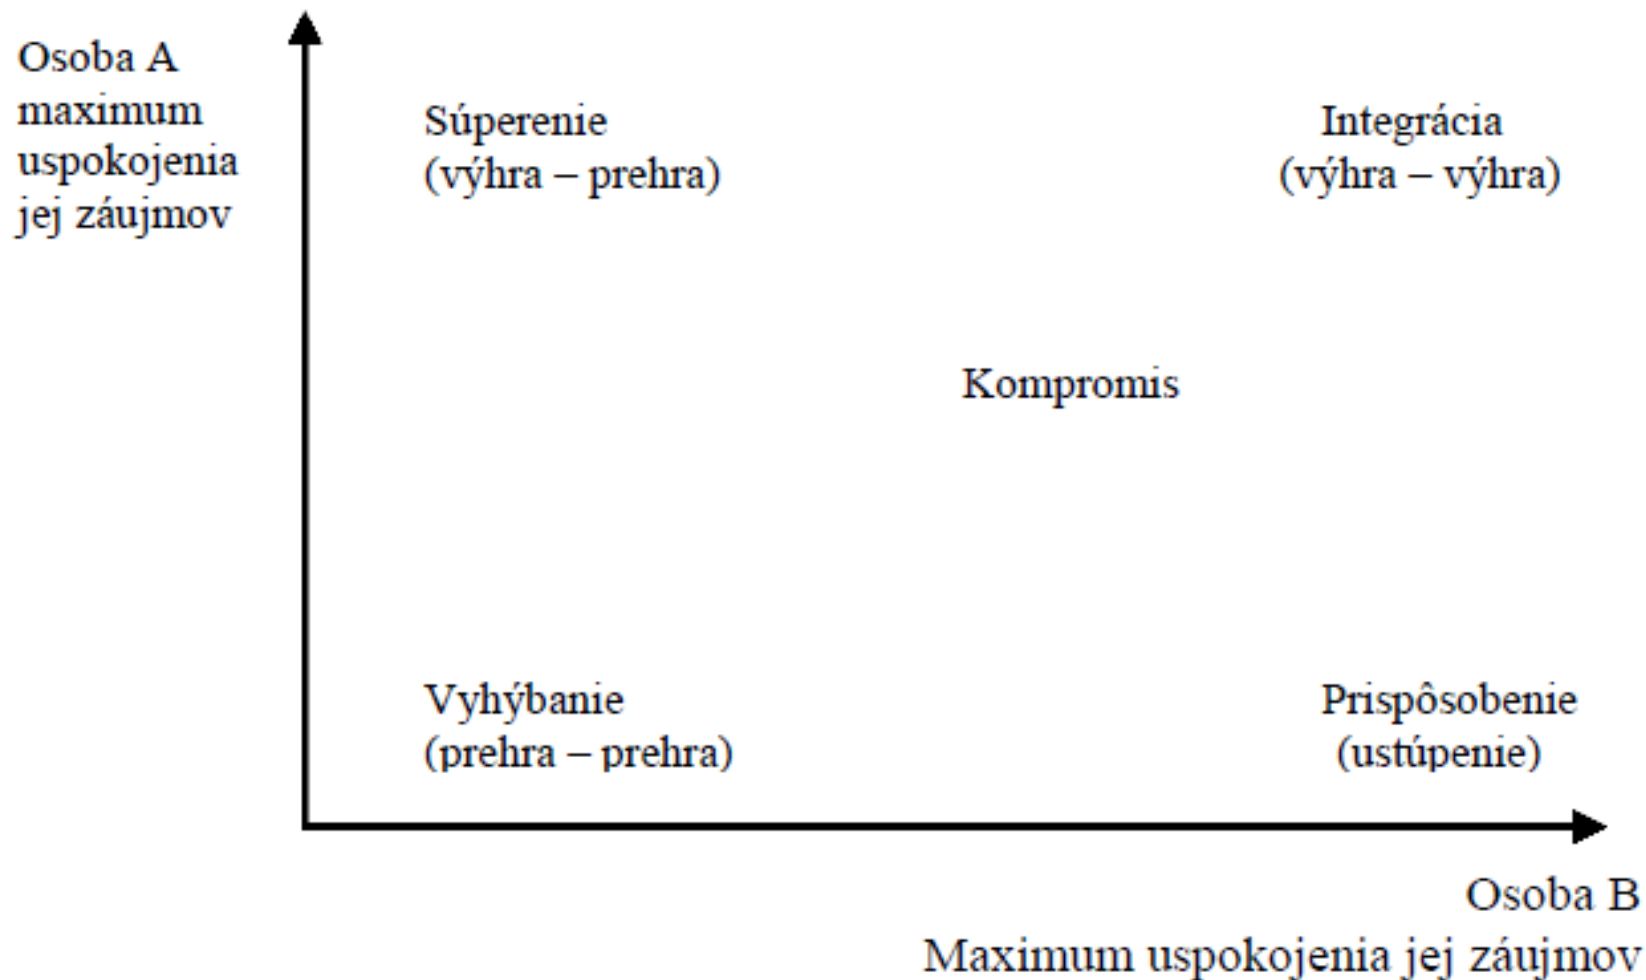 Osoba A
maximum
uspokojenia
jej záujmov
Súperenie
(výhra – prehra)
Integrácia
(výhra – výhra)
Kompromis
Vyhýbanie
(prehra – prehra)
Prispôsobenie
(ustúpenie)
Osoba B
Maximum uspokojenia jej záujmov